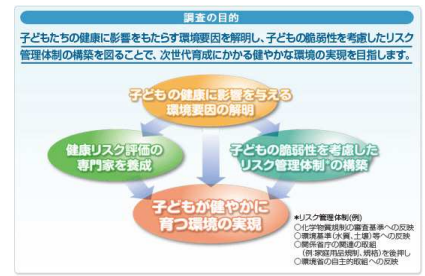 調査の目的
子どもたちの健康に影響をもたらす環境要因を解明し、子どもの脆弱性を考慮したリスク
管理体制の構築を図ることで、次世代育成にかかる健やかな環境の実現を目指します。
子どもの健康に影響を与える
環境要因の解明
健康リスク評価の
専門家を養成
子どもの脆弱性を考慮した
リスク管理体制*の構築
子どもが健やかに
育つ環境の実現
*リスク管理体制(例)
○化学物質規制の審査基準への反映
○環境基準(水質、土壌)等への反映
○関係省庁の関連の取組
(例.家庭用品規制、規格)を後押し
○環境省の自主的取組への反映